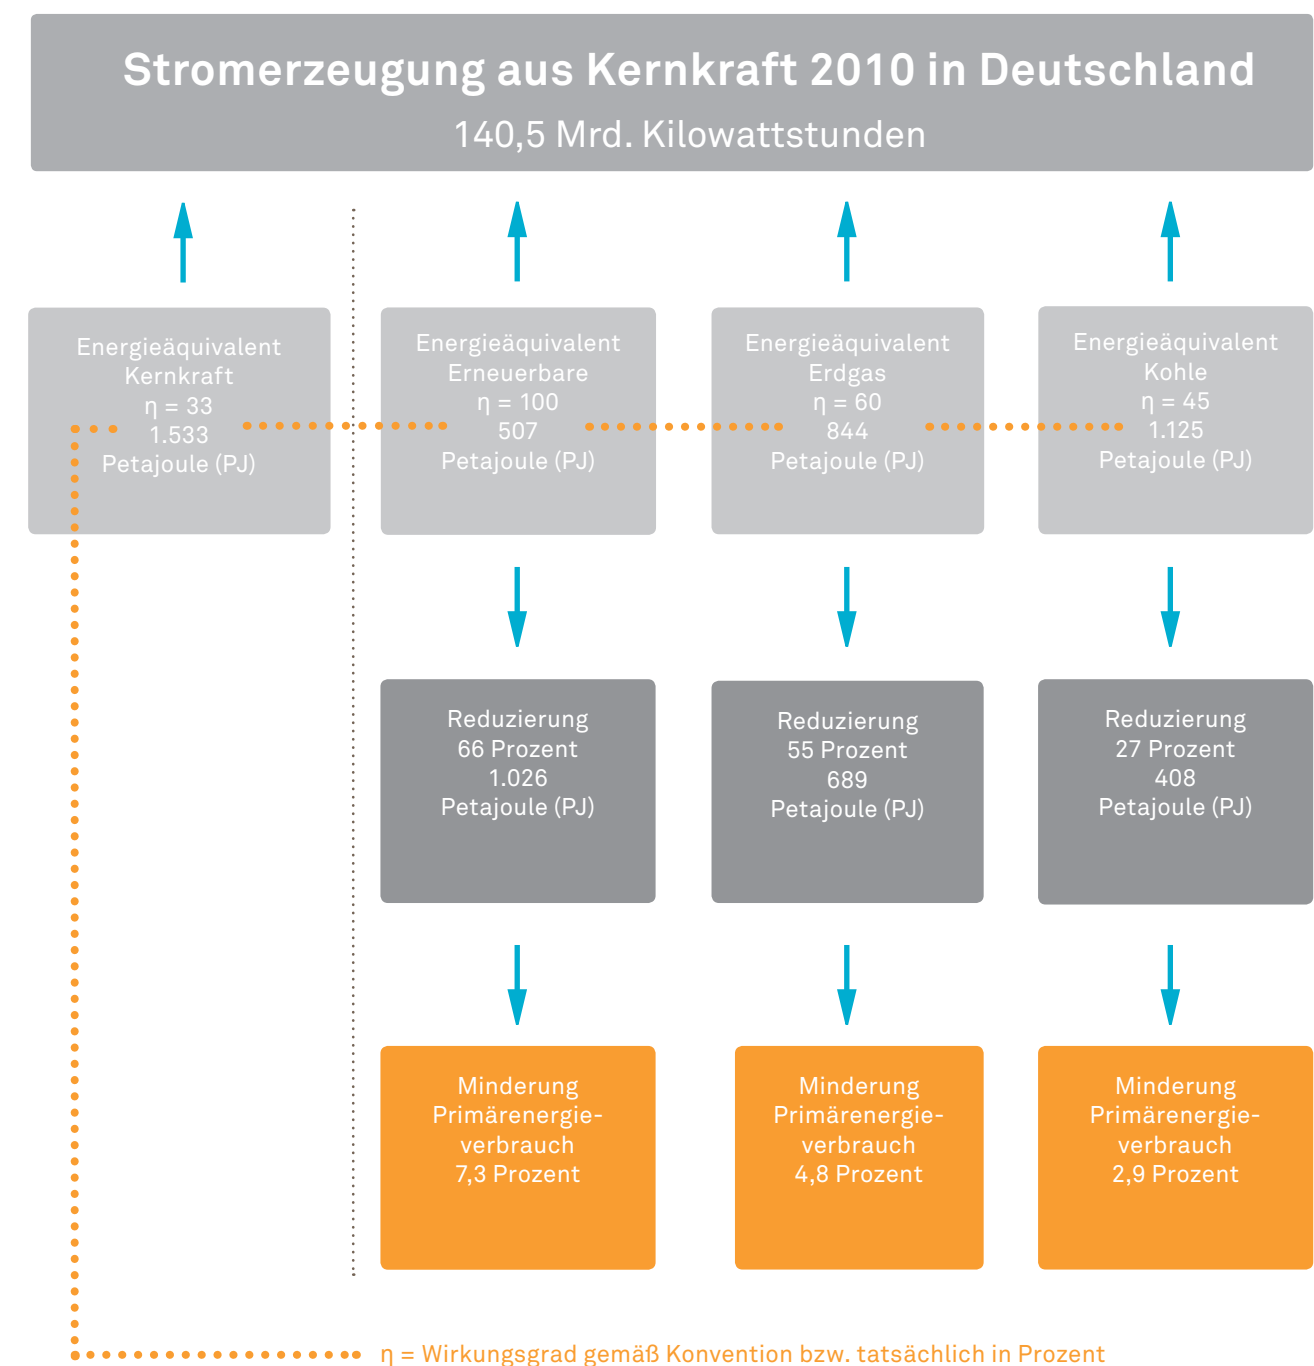 Stromerzeugung aus Kernkraft 2010 in Deutschland
140,5 Mrd. Kilowattstunden
Energieäquivalent
Kernkraft
η = 33
1.533
Petajoule (PJ)
Energieäquivalent
Erneuerbare
η = 100
507
Petajoule (PJ)
Energieäquivalent
Erdgas
η = 60
844
Petajoule (PJ)
Energieäquivalent
Kohle
η = 45
1.125
Petajoule (PJ)
Reduzierung
66 Prozent
1.026
Petajoule (PJ)
Reduzierung
55 Prozent
689
Petajoule (PJ)
Reduzierung
27 Prozent
408
Petajoule (PJ)
Minderung
Primärenergie-
verbrauch
7,3 Prozent
Minderung
Primärenergie-
verbrauch
4,8 Prozent
Minderung
Primärenergie-
verbrauch
2,9 Prozent
η = Wirkungsgrad gemäß Konvention bzw. tatsächlich in Prozent